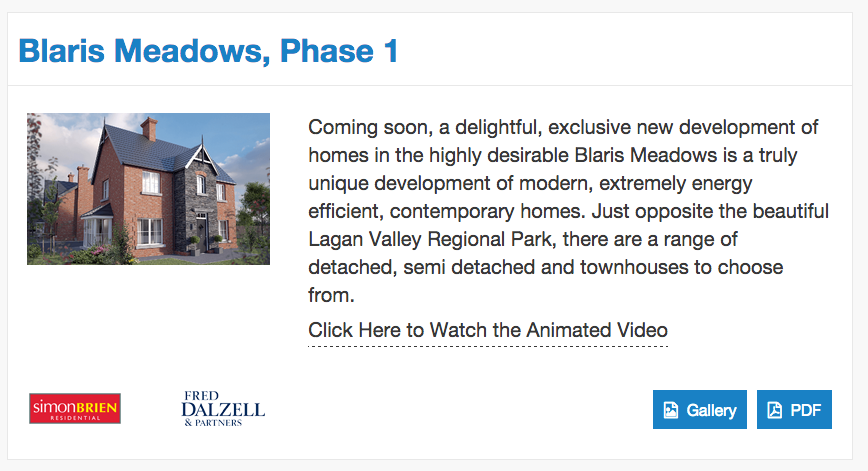 Blaris Meadows, Phase 1
Coming soon, a delightful, exclusive new development of
homes in the highly desirable Blaris Meadows is a truly
unique development of modern, extremely energy
efficient, contemporary homes. Just opposite the beautiful
Lagan Valley Regional Park, there are a range of
detached, semi detached and townhouses to choose
from.
Click Here to Watch the Animated Video
simonBRIEN
RESIDENTIAL
FRED
DALZELL
& PARTNERS
Gallery
PDF